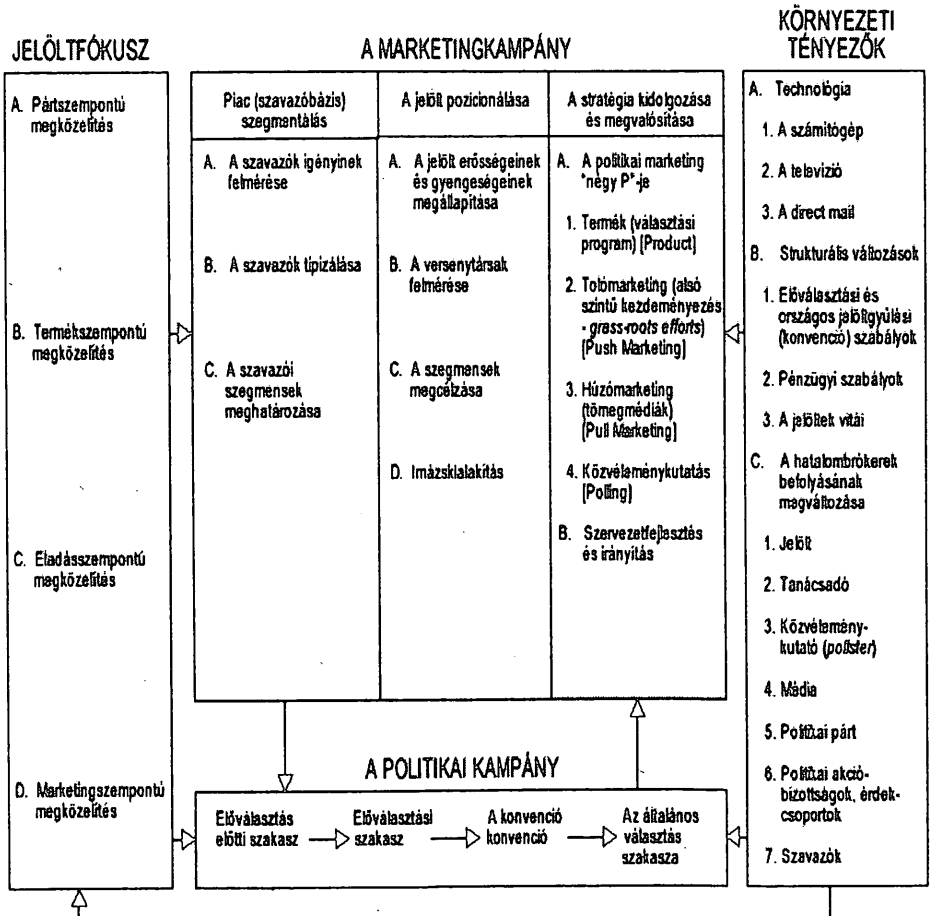 JELÖLTFÓKUSZ
A. Pártszempontú
megközelítés
B. Termékszempontú
megközelítés
C. Eladásszempontú
megközelítés
D. Marketingszempontú
megközelítés
A MARKETINGKAMPÁNY
Piac (szavazóbázis)
szegmentálás
A. A szavazók igényinek
felmérése
B. A szavazók tipizálása
C. A szavazói
szegmensek
meghatározása
A jelölt pozicionálása
A. A jelölt erősségeinek
és gyengeségeinek
megállapítása
B. A versenytársak
felmérése
C. A szegmensek
megcélzása
D. Imázskialakítás
A stratégia kidolgozása
és megvalósítása
A. A politikai marketing
"négy P"-je
1. Termék (választási
program) [Product]
2. Tolómarketing (alsó
szintű kezdeményezés
- grass-roots efforts)
[Push Marketing]
3. Húzómarketing
(tömegmédiák)
[Pull Marketing]
4. Közvéleménykutatás
[Polling]
B. Szervezetfejlesztés
és irányítás
A POLITIKAI KAMPÁNY
Előválasztás
előtti szakasz
Előválasztási
szakasz
A konvenció
konvenció
Az általános
választás
szakasza
KÖRNYEZETI
TÉNYEZŐK
A. Technológia
1. A számítógép
2. A televízió
3. A direct mail
B. Strukturális változások
1. Előválasztási és
országos jelöltgyűlási
(konvenció) szabályok
2. Pénzügyi szabályok
3. A jelöltek vitái
C. A hatalombrókerek
befolyásának
megváltozása
1. Jelölt
2. Tanácsadó
3. Közvélemény-
kutató (pollster)
4. Média
5. Politikai párt
6. Politikai akció-
bizottságok, érdek-
csoportok
7. Szavazók